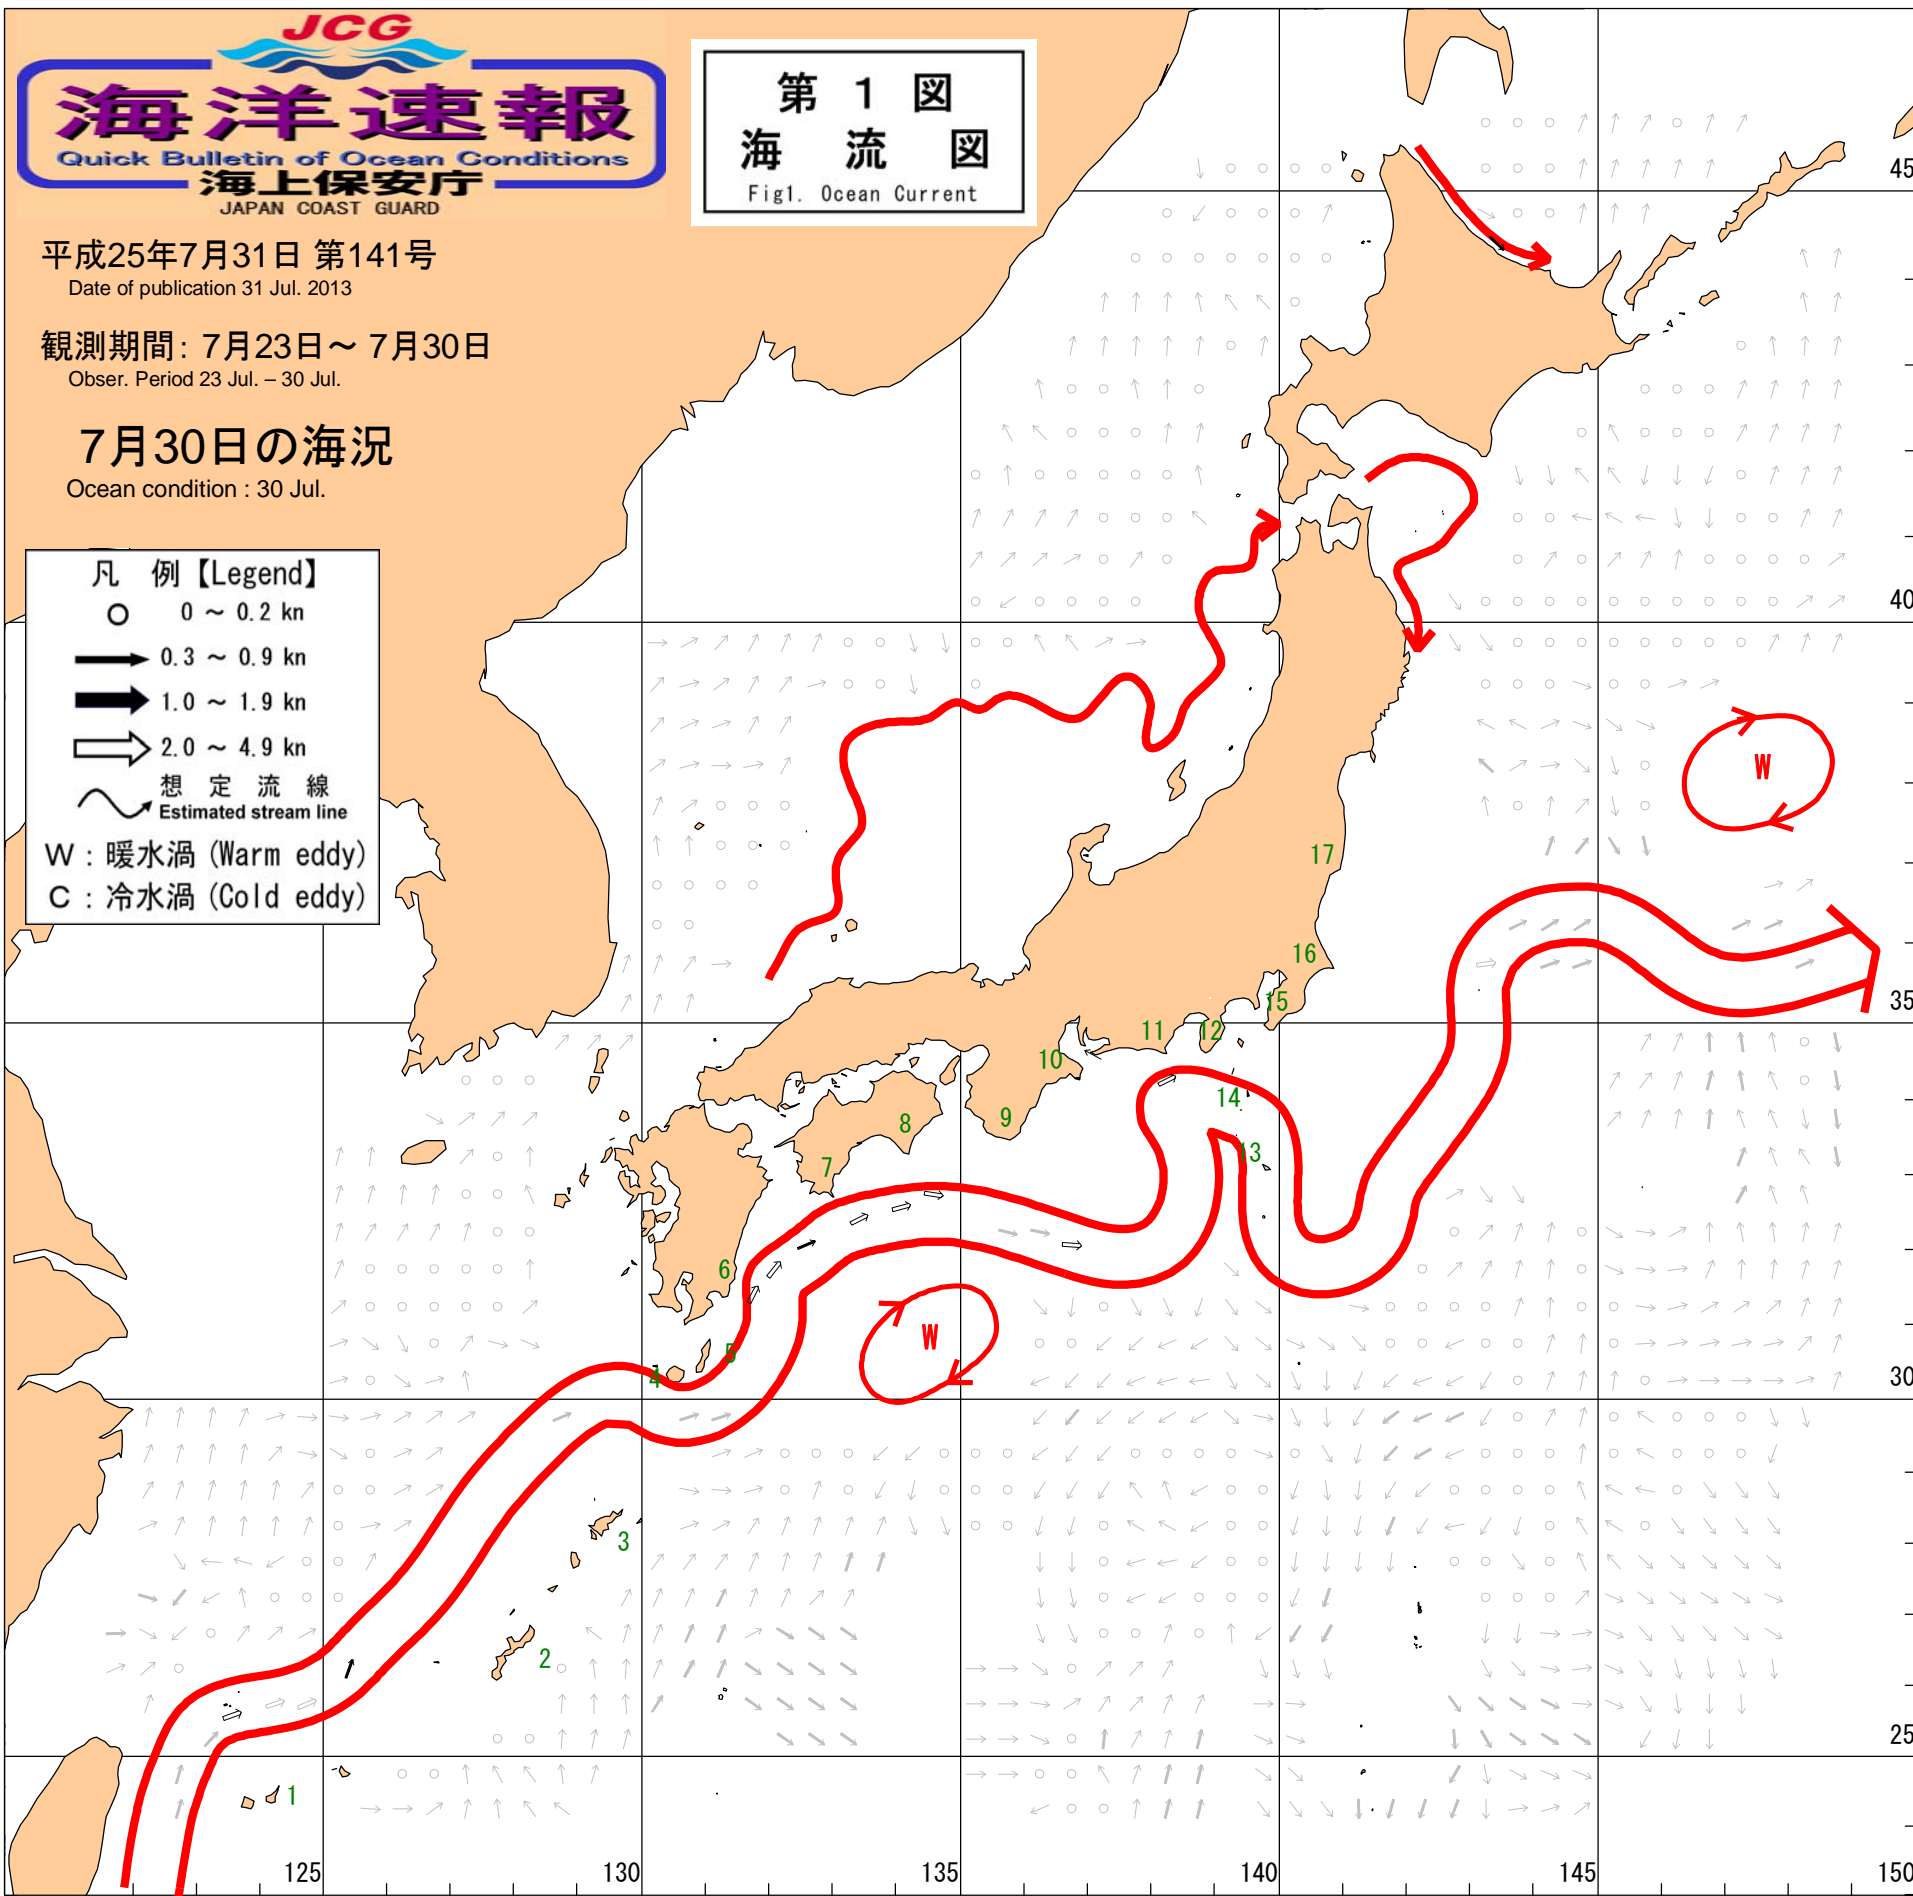 JCG
海洋速報
Quick Bulletin of Ocean Conditions
海上保安庁
JAPAN COAST GUARD
第 1 図
海 流 図
Fig1. Ocean Current
平成25年7月31日 第141号
Date of publication 31 Jul. 2013
観測期間: 7月23日～ 7月30日
Obser. Period 23 Jul. – 30 Jul.
7月30日の海況
Ocean condition : 30 Jul.
凡 例【Legend】
0 ～ 0.2 kn
0.3 ～ 0.9 kn
1.0 ～ 1.9 kn
2.0 ～ 4.9 kn
想 定 流 線
Estimated stream line
W : 暖水渦 (Warm eddy)
C : 冷水渦 (Cold eddy)
45
40
W
17
16
15
35
12
11
10
14
9
8
13
7
6
W
5
4
30
3
2
25
1
125
130
135
140
145
150